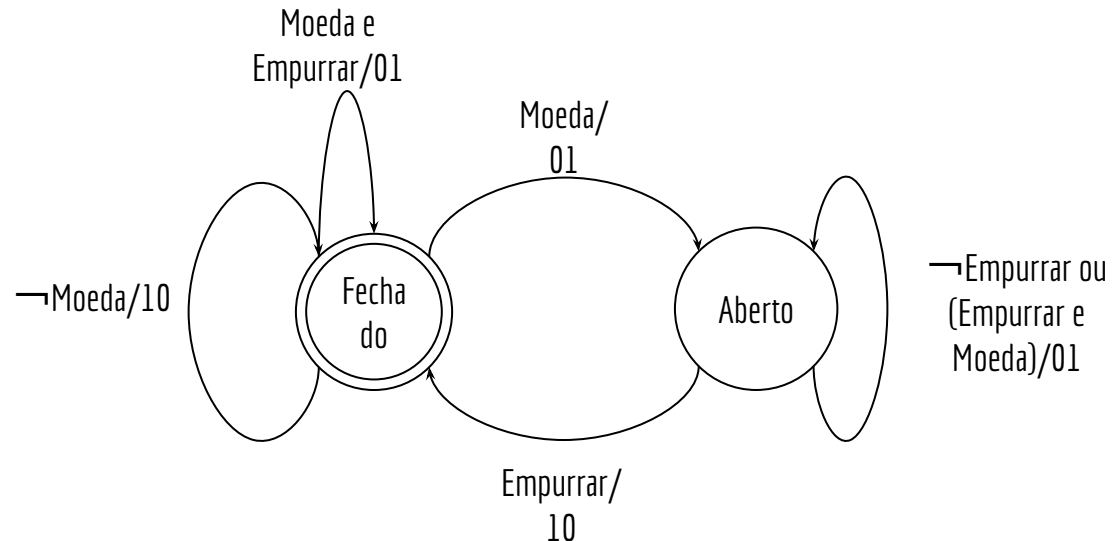 Moeda e
Empurrar/01
Moeda/
01
¬Moeda/10
Fecha
do
Aberto
¬Empurrar ou
(Empurrar e
Moeda)/01
Empurrar/
10